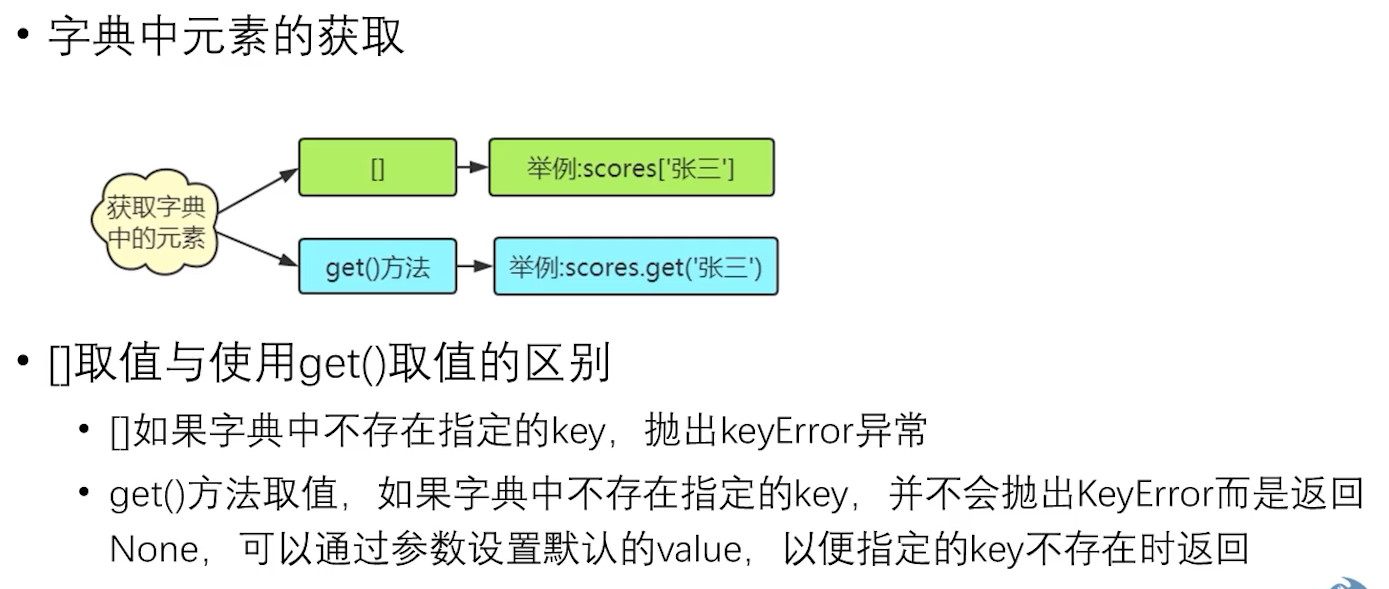 • 字典中元素的获取
[]
举例:scores['张三']
获取字典
中的元素
get()方法
举例:scores.get('张三')
• []取值与使用get()取值的区别
• []如果字典中不存在指定的key，抛出keyError异常
• get()方法取值，如果字典中不存在指定的key，并不会抛出KeyError而是返回
None，可以通过参数设置默认的value，以便指定的key不存在时返回